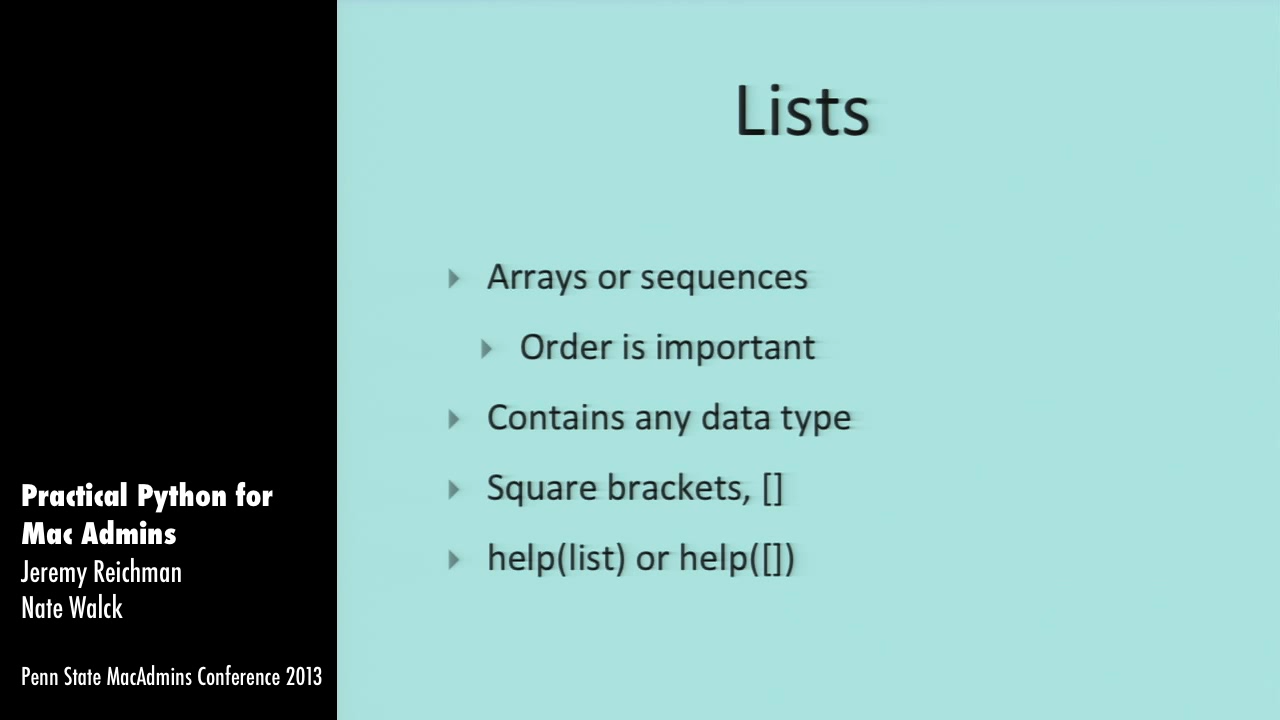 Lists
Arrays or sequences
Order is important
Contains any data type
Square brackets, []
help(list) or help([])
Practical Python for
Mac Admins
Jeremy Reichman
Nate Walck
Penn State MacAdmins Conference 2013